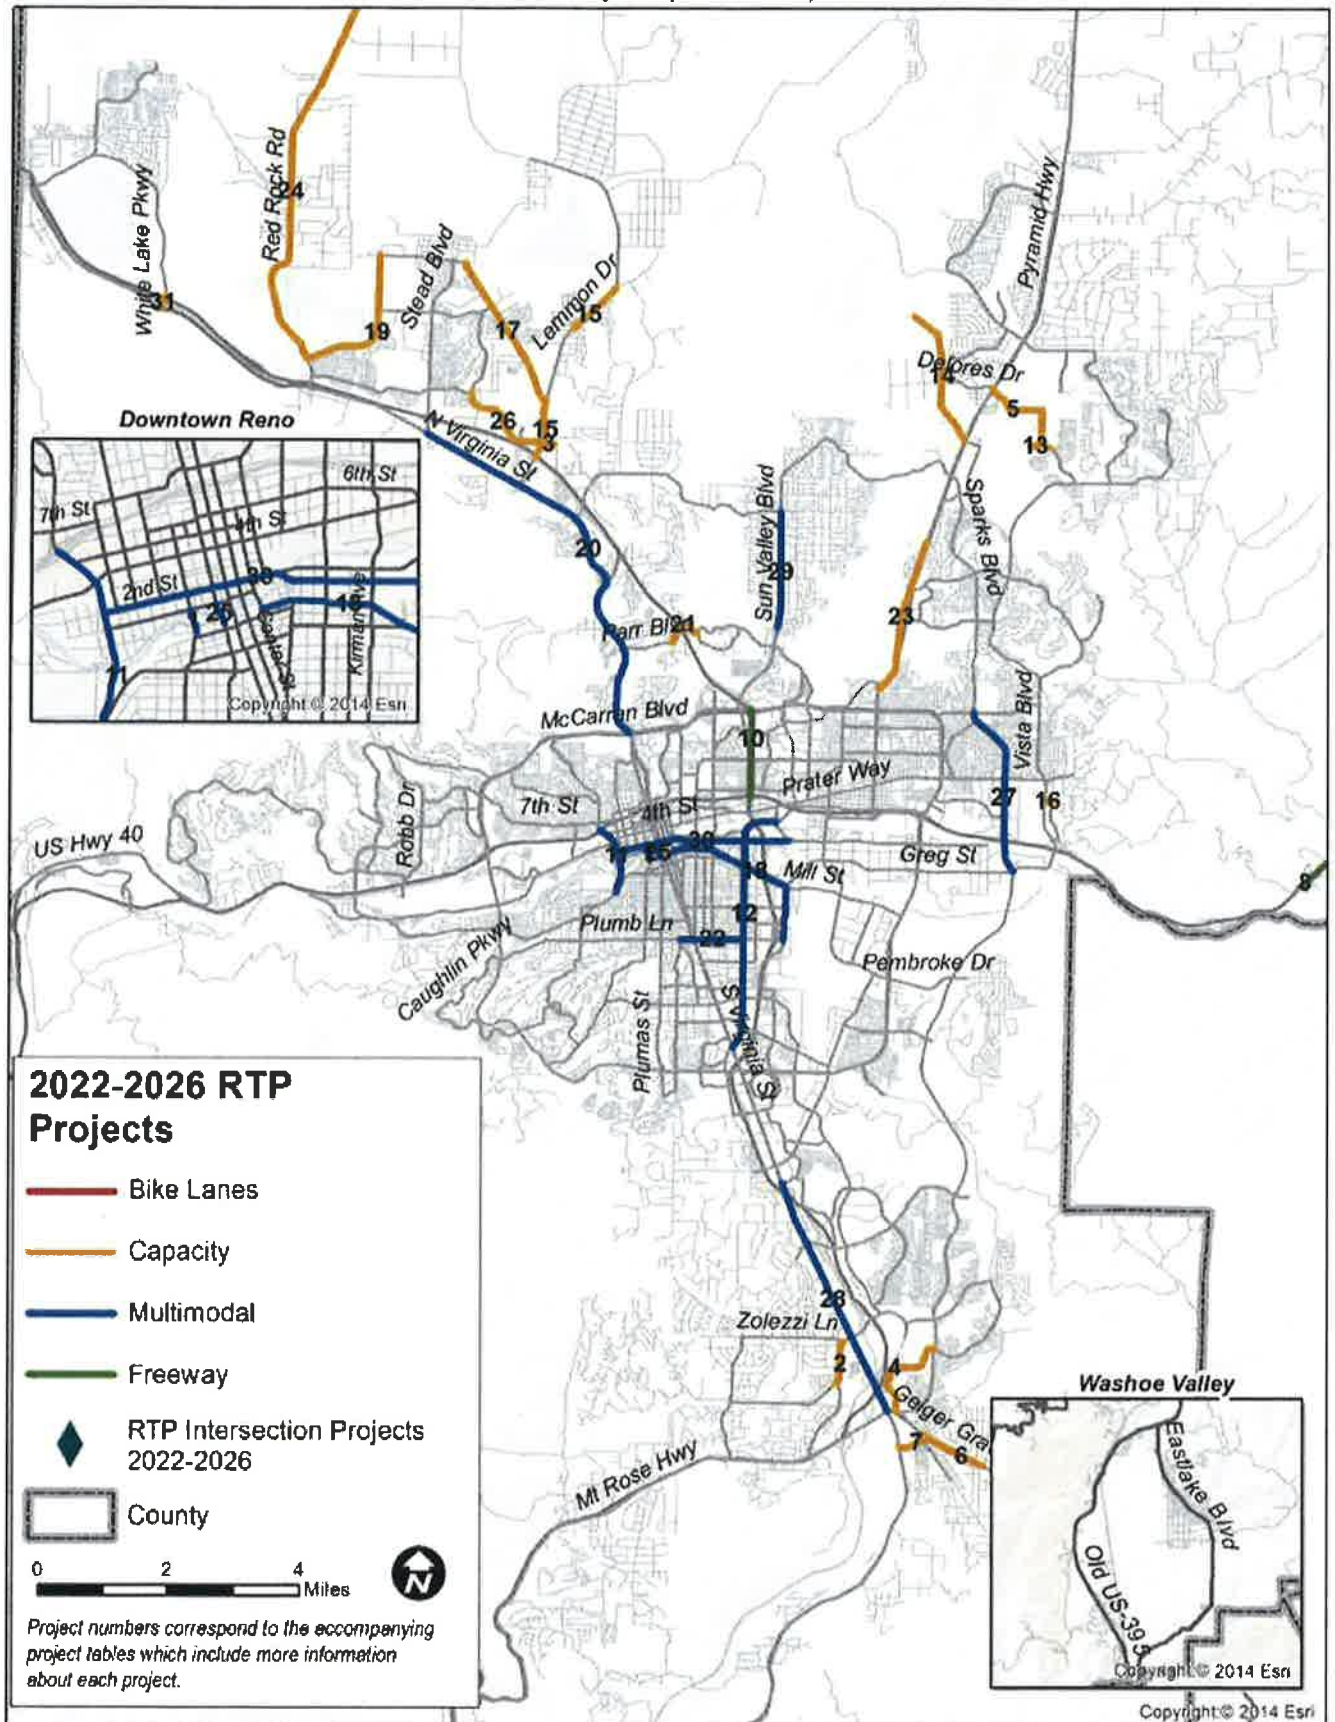 Red Rock Rd
24
White Lake Pkwy
31
19
Stead Blvd
17
Lemmon Dr
15
Pyramid Hwy
Delores Dr
14
5
13
26
15
3
N Virginia St
20
Sun Valley Blvd
29
Sparks Blvd
23
Parr Blvd
21
Downtown Reno
6th St
7th St
4th St
2nd St
30
25
18
Kirman Ave
Center St
11
Copyright:© 2014 Esri
McCarran Blvd
10
Vista Blvd
Prater Way
27
16
7th St
4th St
Robb Dr
US Hwy 40
30
11
25
18
Mill St
Greg St
8
12
Plumb Ln
22
Caughlin Pkwy
Pembroke Dr
Plumas St
S Virginia St
2022-2026 RTP
Projects
Bike Lanes
Capacity
Multimodal
Freeway
RTP Intersection Projects
2022-2026
County
0 2 4
Miles
N
Project numbers correspond to the accompanying
project tables which include more information
about each project.
28
Zolezzi Ln
2
4
Geiger Gra
7
6
Mt Rose Hwy
Washoe Valley
Eastlake Blvd
Old US-395
Copyright:© 2014 Esri
Copyright:© 2014 Esri